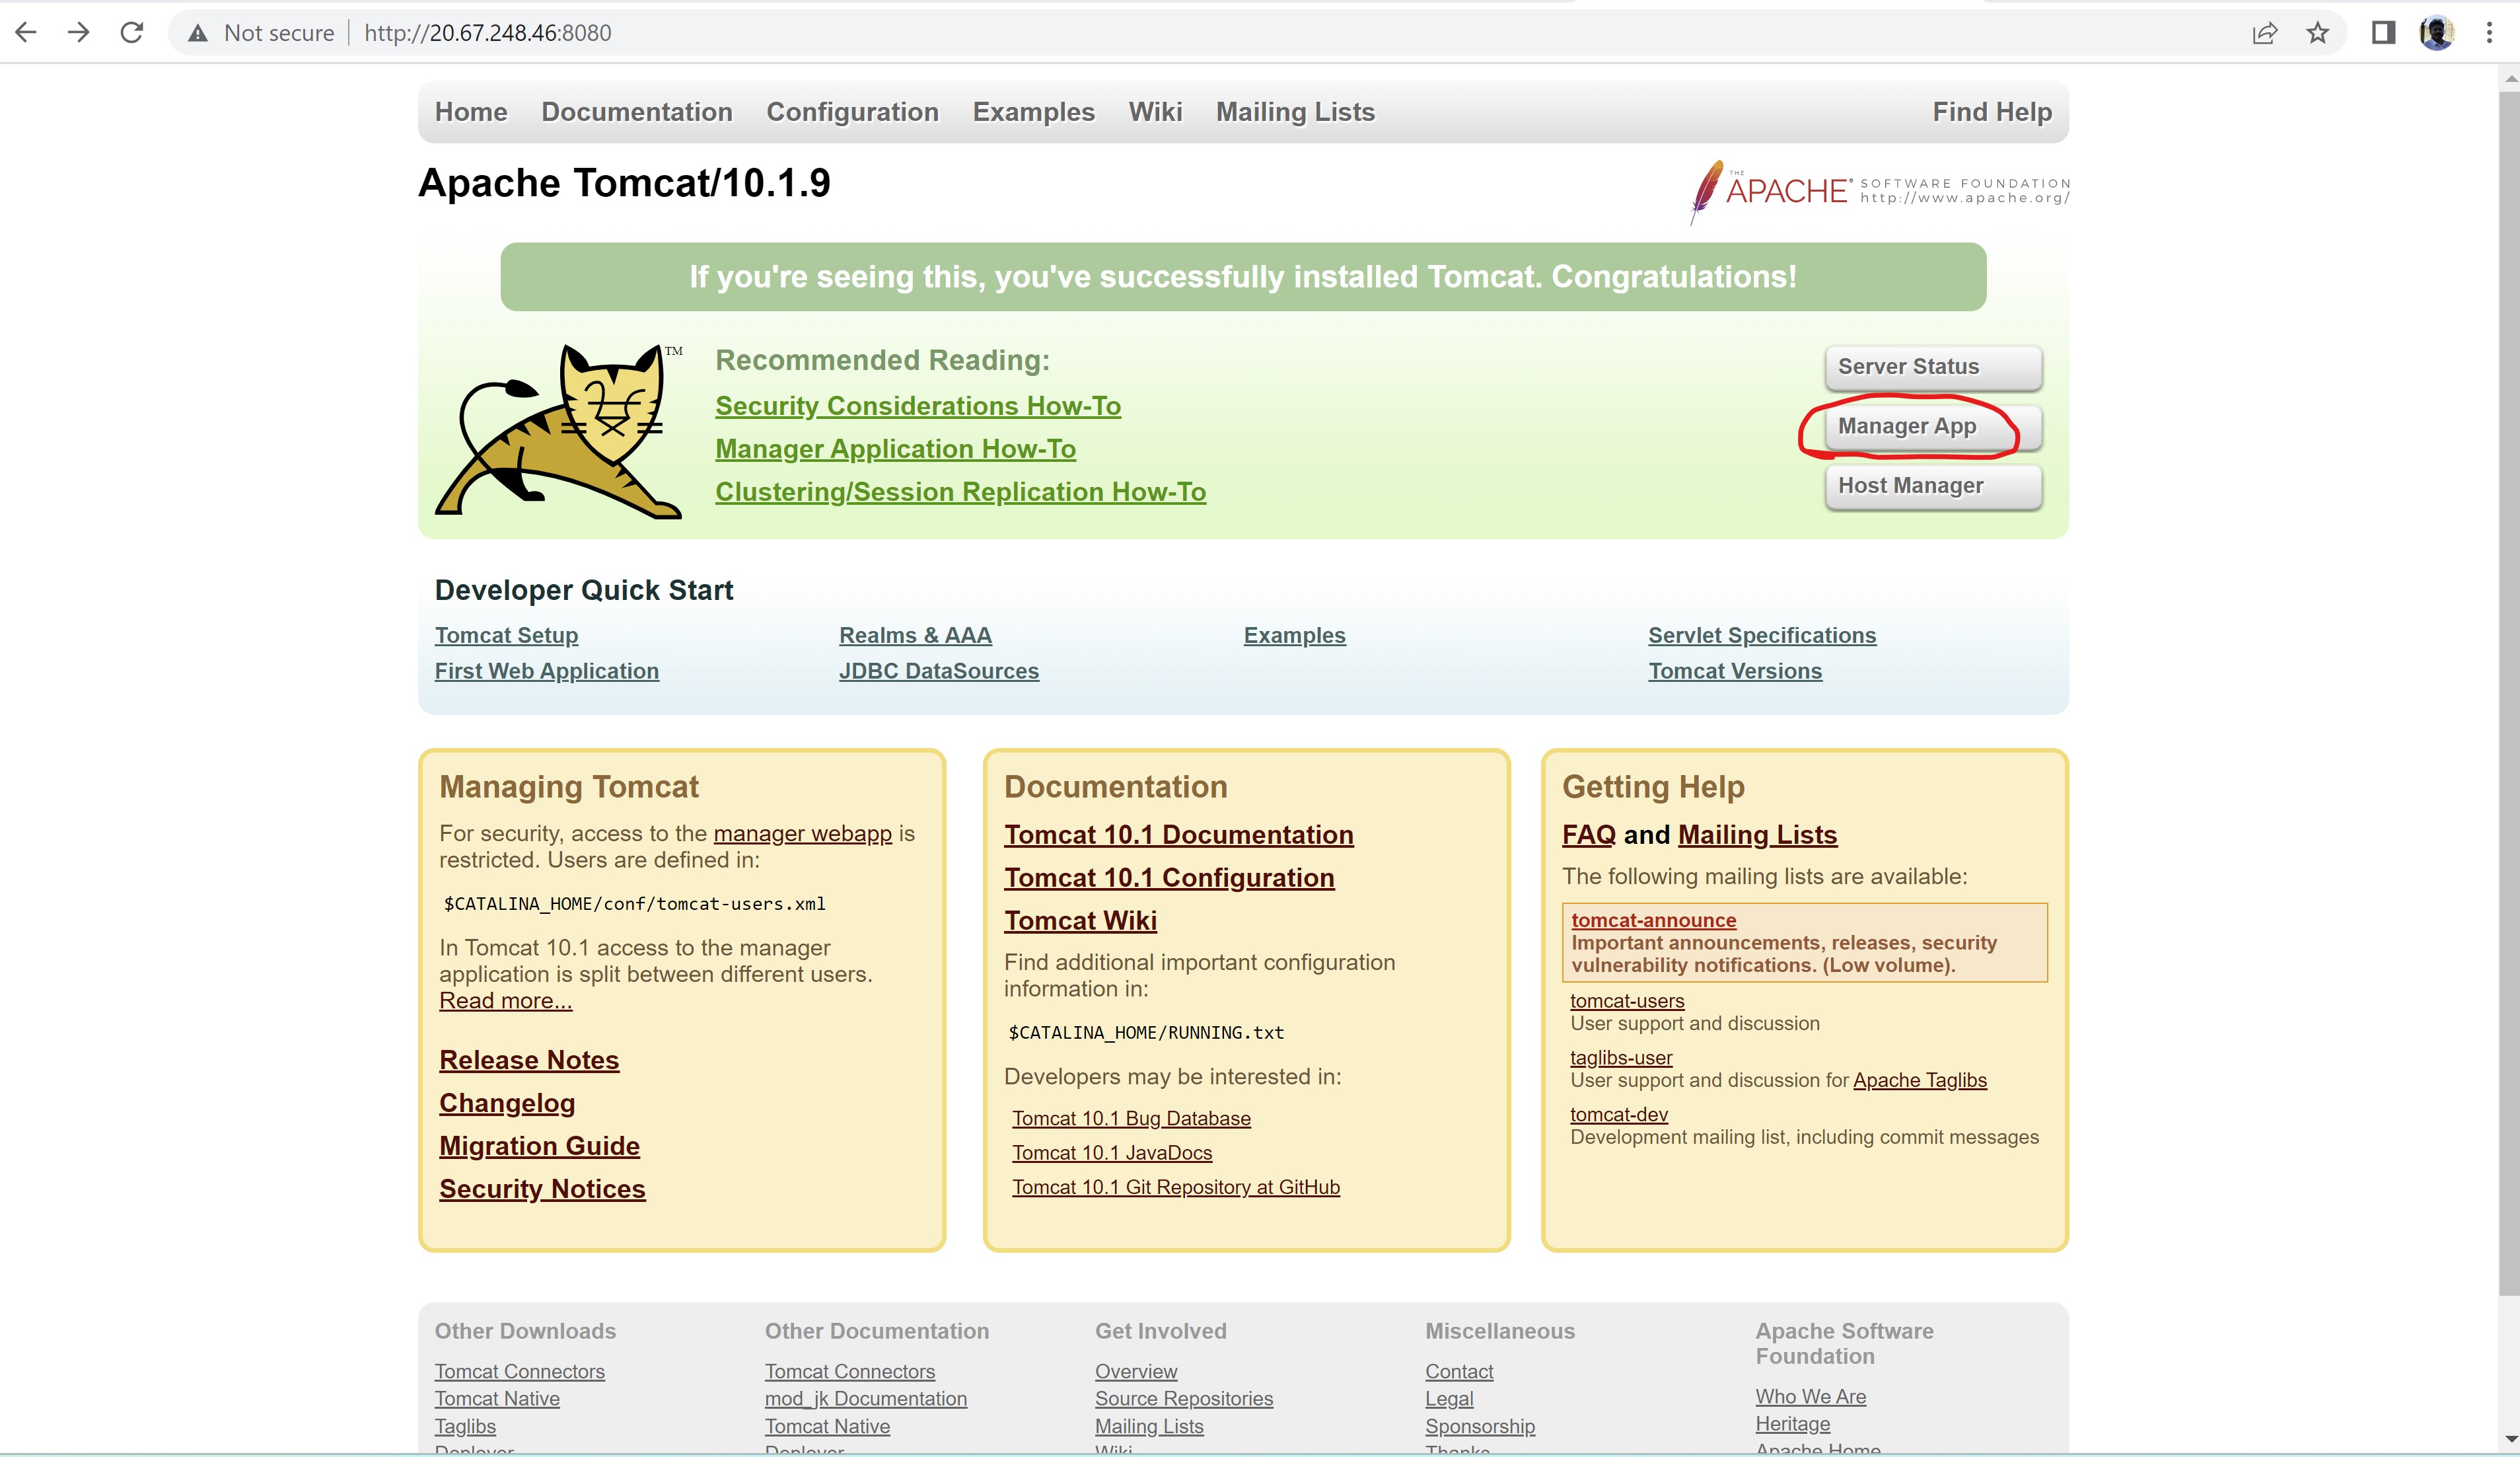 Not secure | http://20.67.248.46:8080
Home Documentation Configuration Examples Wiki Mailing Lists Find Help
Apache Tomcat/10.1.9
THE APACHE® SOFTWARE FOUNDATION
http://www.apache.org/
If you're seeing this, you've successfully installed Tomcat. Congratulations!
TM
Recommended Reading:
Security Considerations How-To
Manager Application How-To
Clustering/Session Replication How-To
Server Status
Manager App
Host Manager
Developer Quick Start
Tomcat Setup
First Web Application
Realms & AAA
JDBC DataSources
Examples
Servlet Specifications
Tomcat Versions
Managing Tomcat
For security, access to the manager webapp is
restricted. Users are defined in:
$CATALINA_HOME/conf/tomcat-users.xml
In Tomcat 10.1 access to the manager
application is split between different users.
Read more...
Release Notes
Changelog
Migration Guide
Security Notices
Documentation
Tomcat 10.1 Documentation
Tomcat 10.1 Configuration
Tomcat Wiki
Find additional important configuration
information in:
$CATALINA_HOME/RUNNING.txt
Developers may be interested in:
Tomcat 10.1 Bug Database
Tomcat 10.1 JavaDocs
Tomcat 10.1 Git Repository at GitHub
Getting Help
FAQ and Mailing Lists
The following mailing lists are available:
tomcat-announce
Important announcements, releases, security
vulnerability notifications. (Low volume).
tomcat-users
User support and discussion
taglibs-user
User support and discussion for Apache Taglibs
tomcat-dev
Development mailing list, including commit messages
Other Downloads
Tomcat Connectors
Tomcat Native
Taglibs
Deployer
Other Documentation
Tomcat Connectors
mod_jk Documentation
Tomcat Native
Deployer
Get Involved
Overview
Source Repositories
Mailing Lists
Wiki
Miscellaneous
Contact
Legal
Sponsorship
Thanks
Apache Software
Foundation
Who We Are
Heritage
Apache Home